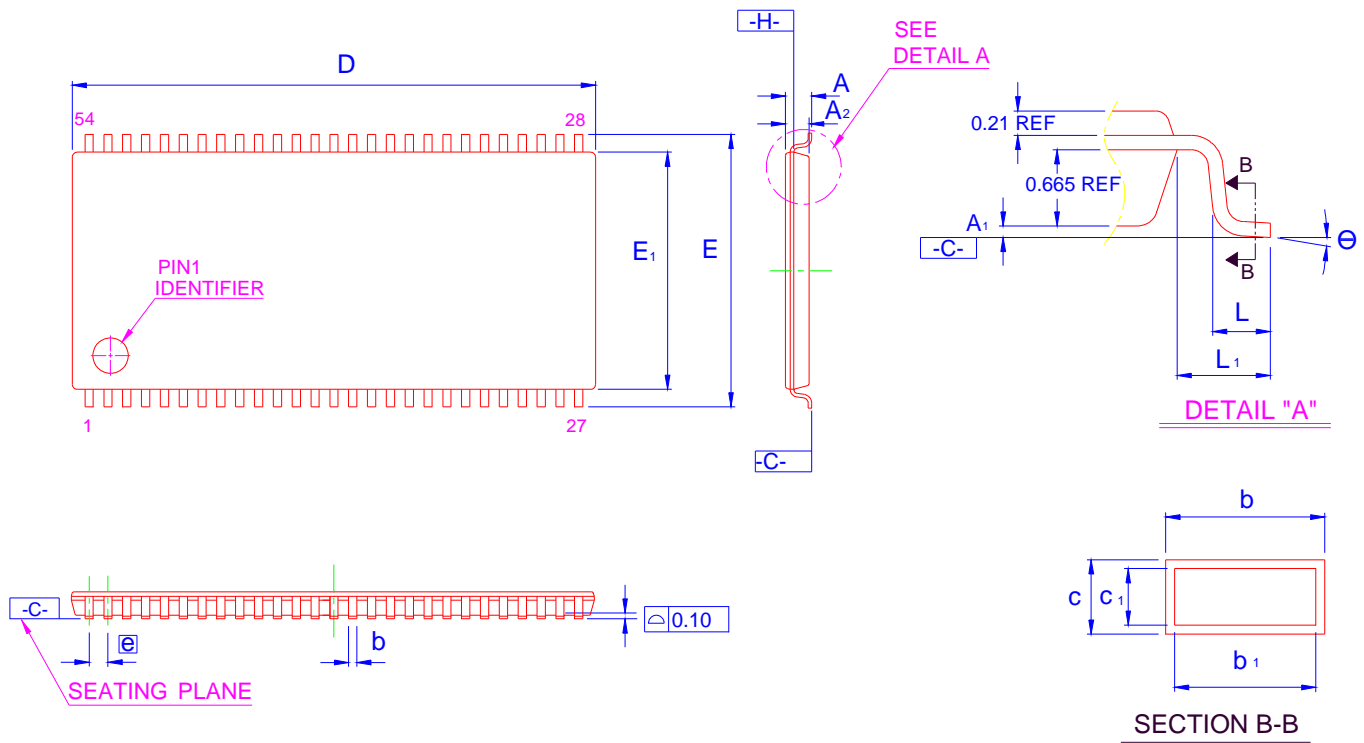 -H-
SEE
DETAIL A
D
A
A2
54
28
0.21 REF
B
0.665 REF
A1
-C-
Θ
B
E1
E
PIN1
IDENTIFIER
L
L1
1
27
DETAIL "A"
-C-
b
c
c1
-C-
0.10
e
b
b1
SEATING PLANE
SECTION B-B